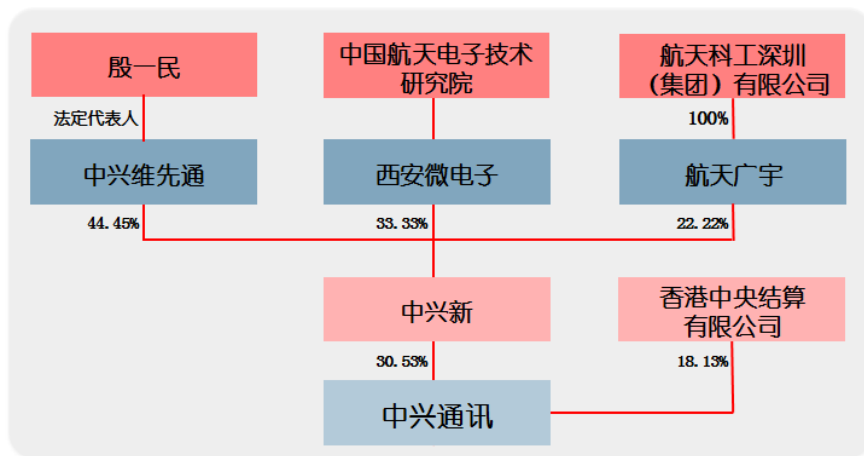 殷一民
中国航天电子技术
研究院
航天科工深圳
（集团）有限公司
法定代表人
100%
中兴维先通
西安微电子
航天广宇
44.45%
33.33%
22.22%
中兴新
香港中央结算
有限公司
30.53%
18.13%
中兴通讯